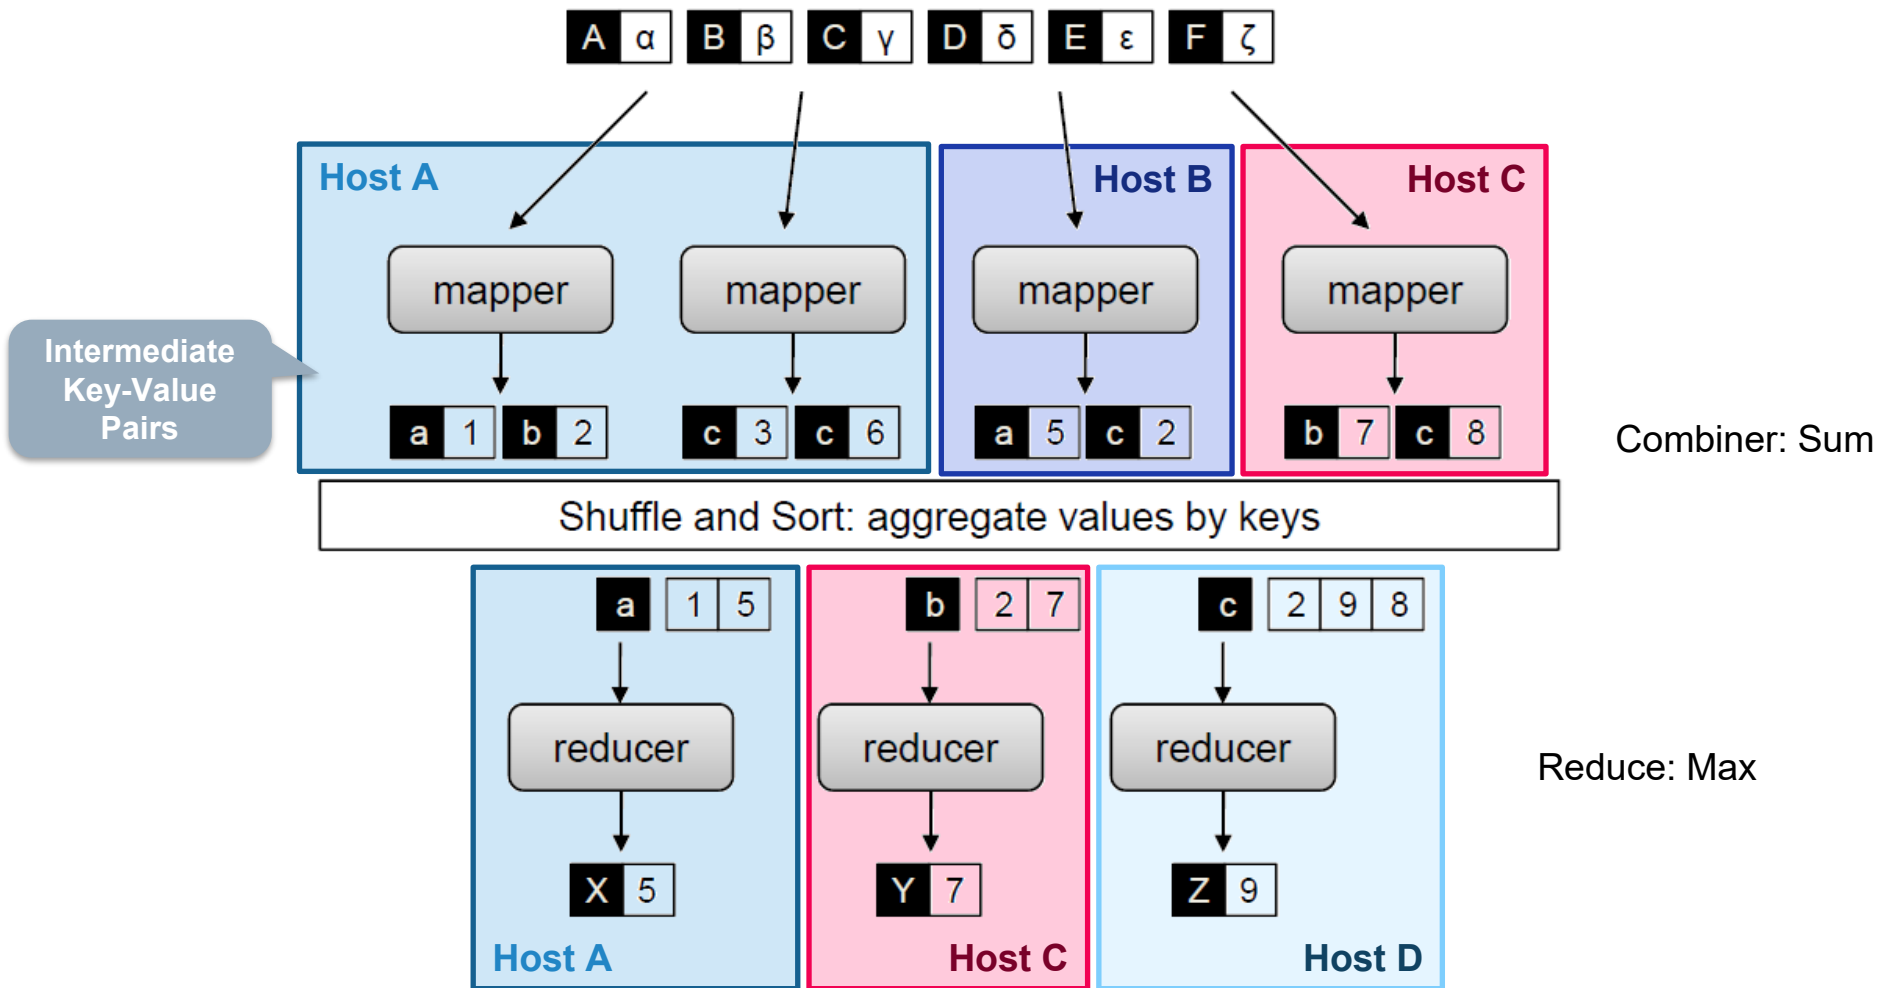 A α B β C γ D δ E ε F ζ
Host A
Host B
Host C
mapper
mapper
mapper
mapper
Intermediate
Key-Value
Pairs
a 1 b 2
c 3 c 6
a 5 c 2
b 7 c 8
Combiner: Sum
Shuffle and Sort: aggregate values by keys
a 1 5
b 2 7
c 2 9 8
reducer
reducer
reducer
Reduce: Max
X 5
Y 7
Z 9
Host A
Host C
Host D